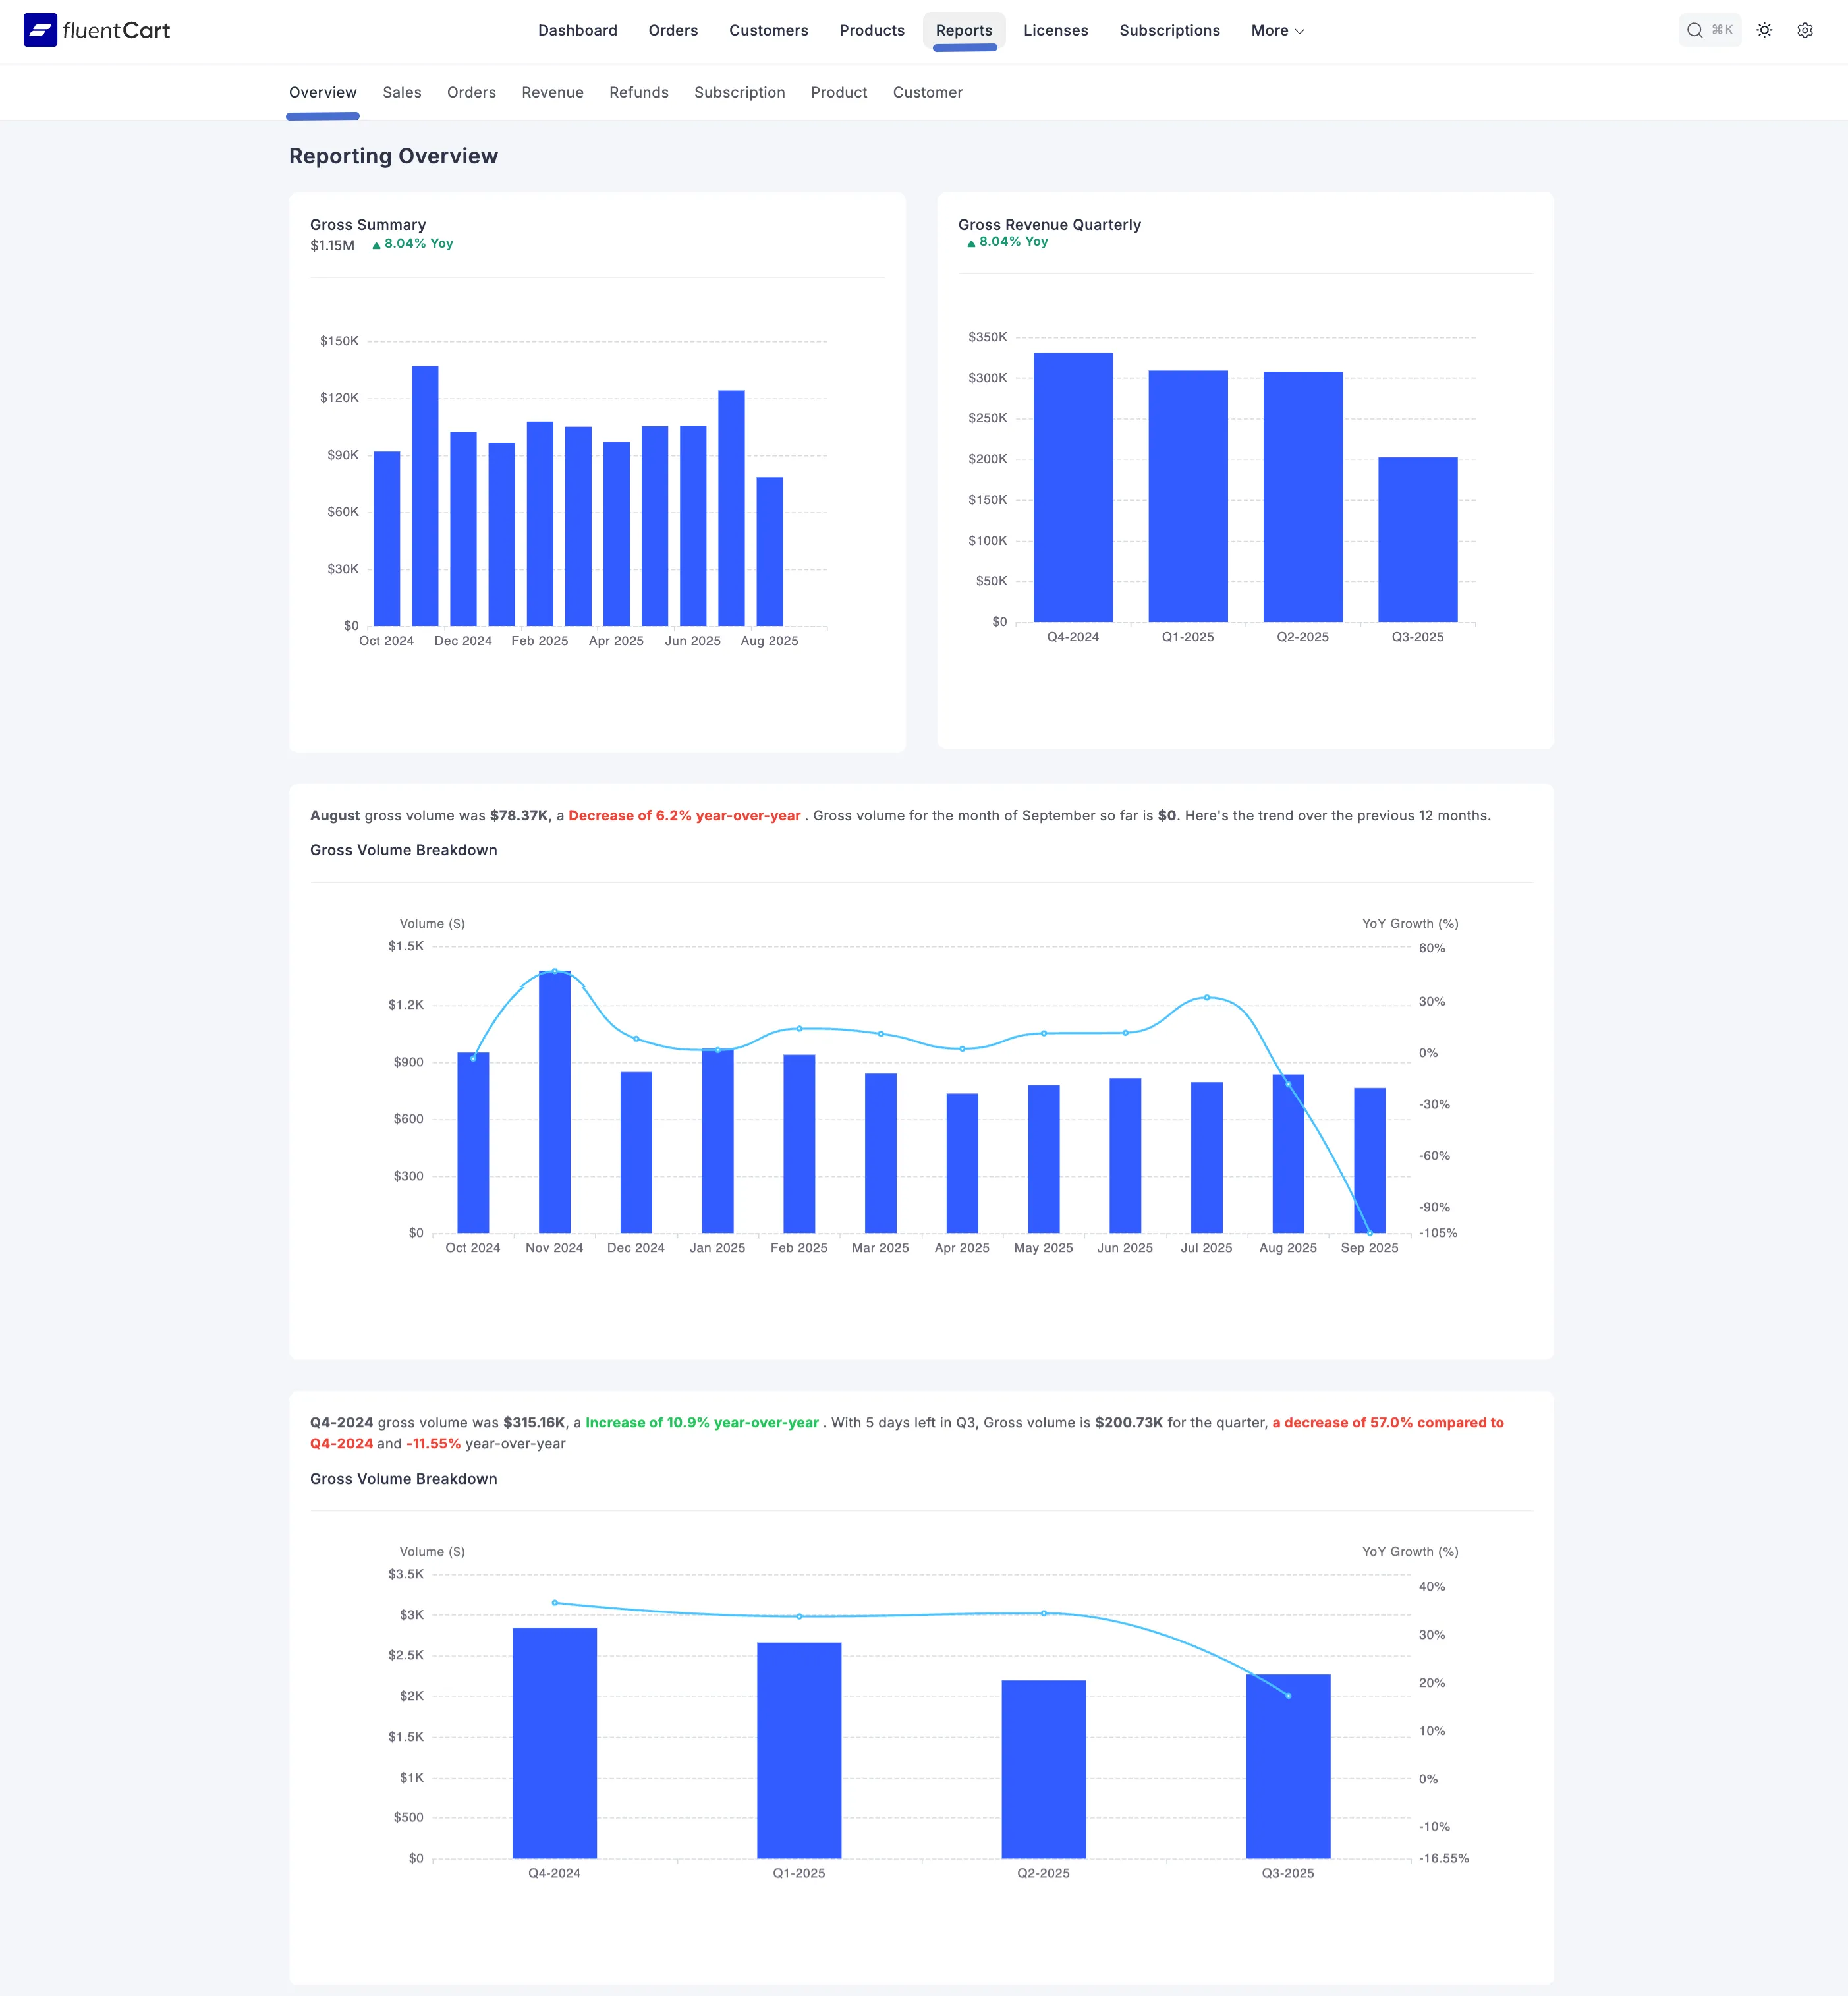 fluentCart
Dashboard Orders Customers Products Reports Licenses Subscriptions More ⌘K
Overview Sales Orders Revenue Refunds Subscription Product Customer
Reporting Overview
Gross Summary
$1.15M 8.04% Yoy
$150K
$120K
$90K
$60K
$30K
$0
Oct 2024 Dec 2024 Feb 2025 Apr 2025 Jun 2025 Aug 2025
Gross Revenue Quarterly
8.04% Yoy
$350K
$300K
$250K
$200K
$150K
$100K
$50K
$0
Q4-2024 Q1-2025 Q2-2025 Q3-2025
August gross volume was $78.37K, a Decrease of 6.2% year-over-year . Gross volume for the month of September so far is $0. Here's the trend over the previous 12 months.
Gross Volume Breakdown
Volume ($) YoY Growth (%)
$1.5K 60%
$1.2K 30%
$900 0%
$600 -30%
-60%
$300 -90%
$0 -105%
Oct 2024 Nov 2024 Dec 2024 Jan 2025 Feb 2025 Mar 2025 Apr 2025 May 2025 Jun 2025 Jul 2025 Aug 2025 Sep 2025
Q4-2024 gross volume was $315.16K, a Increase of 10.9% year-over-year . With 5 days left in Q3, Gross volume is $200.73K for the quarter, a decrease of 57.0% compared to
Q4-2024 and -11.55% year-over-year
Gross Volume Breakdown
Volume ($) YoY Growth (%)
$3.5K 40%
$3K 30%
$2.5K 20%
$2K 10%
$1.5K 0%
$1K -10%
$500
$0 -16.55%
Q4-2024 Q1-2025 Q2-2025 Q3-2025